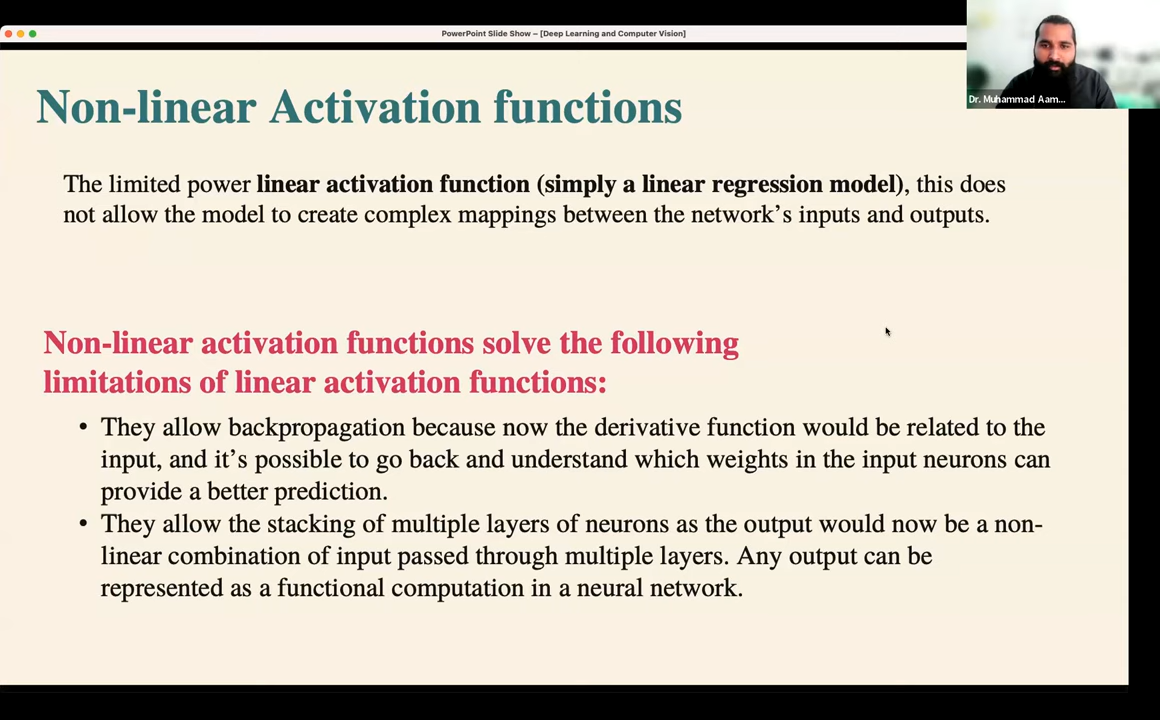 PowerPoint Slide Show – [Deep Learning and Computer Vision]
Dr. Muhammad Aam...
Non-linear Activation functions
The limited power linear activation function (simply a linear regression model), this does
not allow the model to create complex mappings between the network’s inputs and outputs.
Non-linear activation functions solve the following
limitations of linear activation functions:
• They allow backpropagation because now the derivative function would be related to the
input, and it’s possible to go back and understand which weights in the input neurons can
provide a better prediction.
• They allow the stacking of multiple layers of neurons as the output would now be a non-
linear combination of input passed through multiple layers. Any output can be
represented as a functional computation in a neural network.